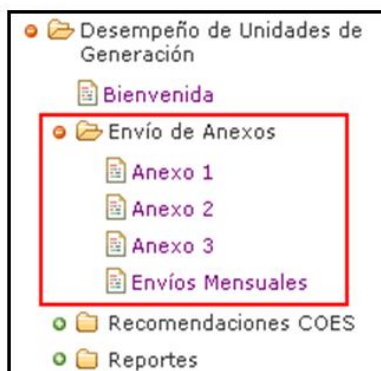 Desempeño de Unidades de
Generación
Bienvenida
Envío de Anexos
Anexo 1
Anexo 2
Anexo 3
Envíos Mensuales
Recomendaciones COES
Reportes